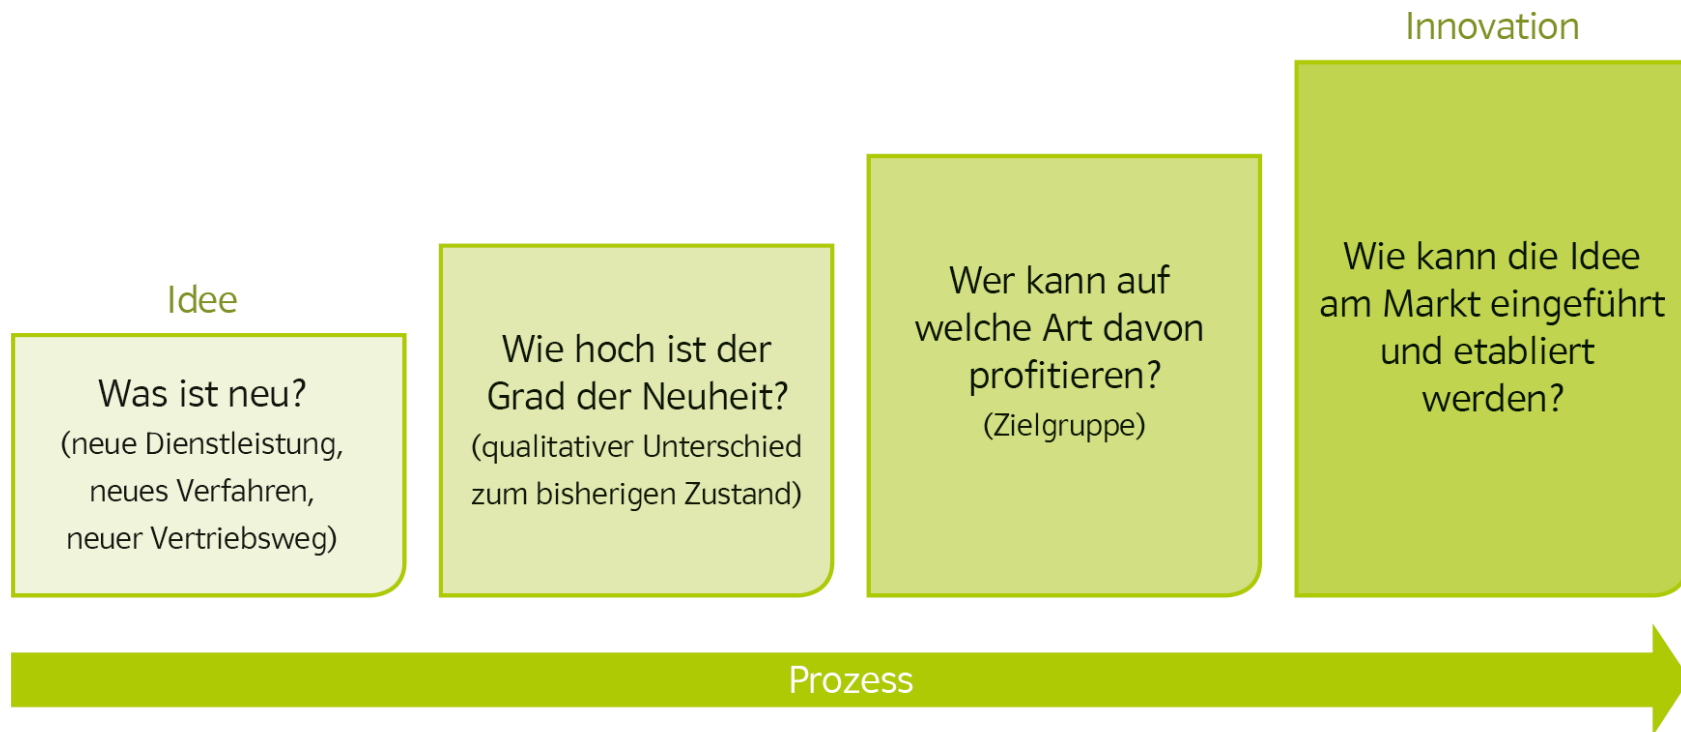 Idee
Was ist neu?
(neue Dienstleistung,
neues Verfahren,
neuer Vertriebsweg)
Wie hoch ist der
Grad der Neuheit?
(qualitativer Unterschied
zum bisherigen Zustand)
Wer kann auf
welche Art davon
profitieren?
(Zielgruppe)
Innovation
Wie kann die Idee
am Markt eingeführt
und etabliert
werden?
Prozess